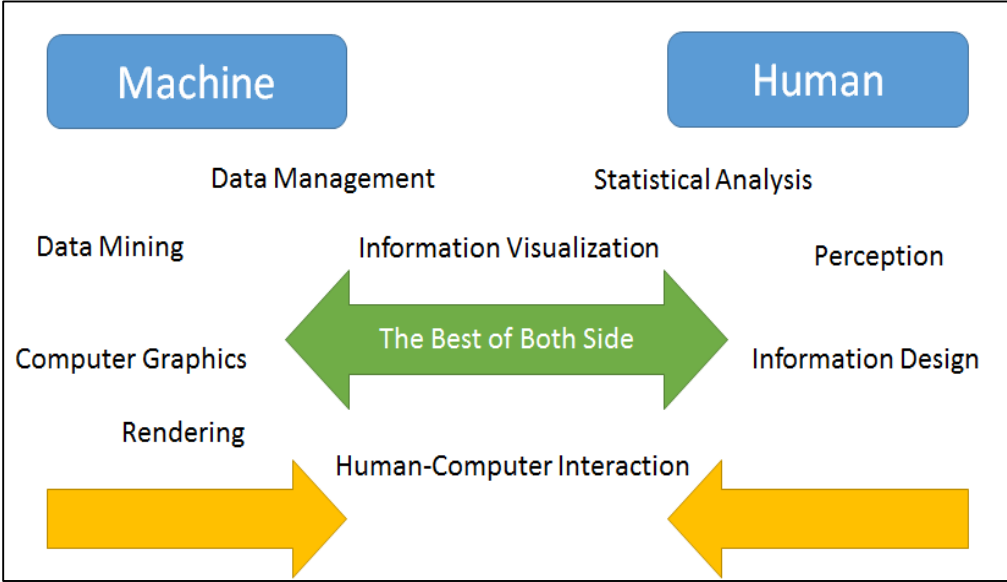 Machine
Human
Data Management
Statistical Analysis
Data Mining
Information Visualization
Perception
The Best of Both Side
Computer Graphics
Information Design
Rendering
Human-Computer Interaction